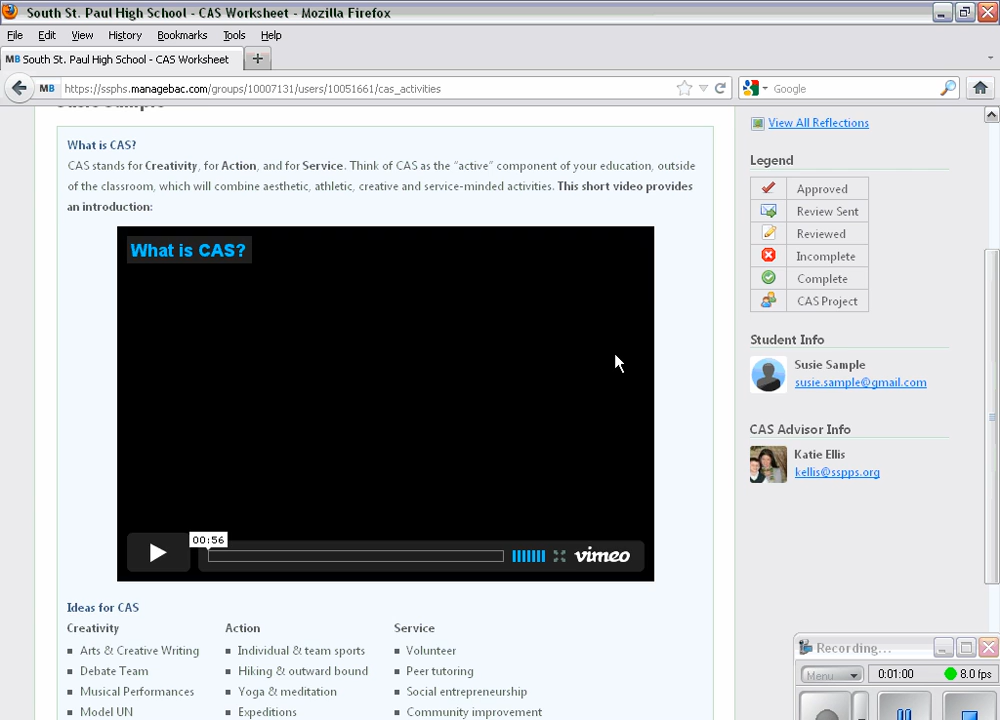 South St. Paul High School - CAS Worksheet - Mozilla Firefox
File Edit View History Bookmarks Tools Help
MB South St. Paul High School - CAS Worksheet
MB https://ssphs.managebac.com/groups/10007131/users/10051661/cas_activities
Google
What is CAS?
CAS stands for Creativity, for Action, and for Service. Think of CAS as the "active" component of your education, outside
of the classroom, which will combine aesthetic, athletic, creative and service-minded activities. This short video provides
an introduction:
What is CAS?
00:56
vimeo
Ideas for CAS
Creativity
Arts & Creative Writing
Debate Team
Musical Performances
Model UN
Action
Individual & team sports
Hiking & outward bound
Yoga & meditation
Expeditions
Service
Volunteer
Peer tutoring
Social entrepreneurship
Community improvement
View All Reflections
Legend
Approved
Review Sent
Reviewed
Incomplete
Complete
CAS Project
Student Info
Susie Sample
susie.sample@gmail.com
CAS Advisor Info
Katie Ellis
kellis@sspps.org
Recording...
Menu 0:01:00 8.0 fps